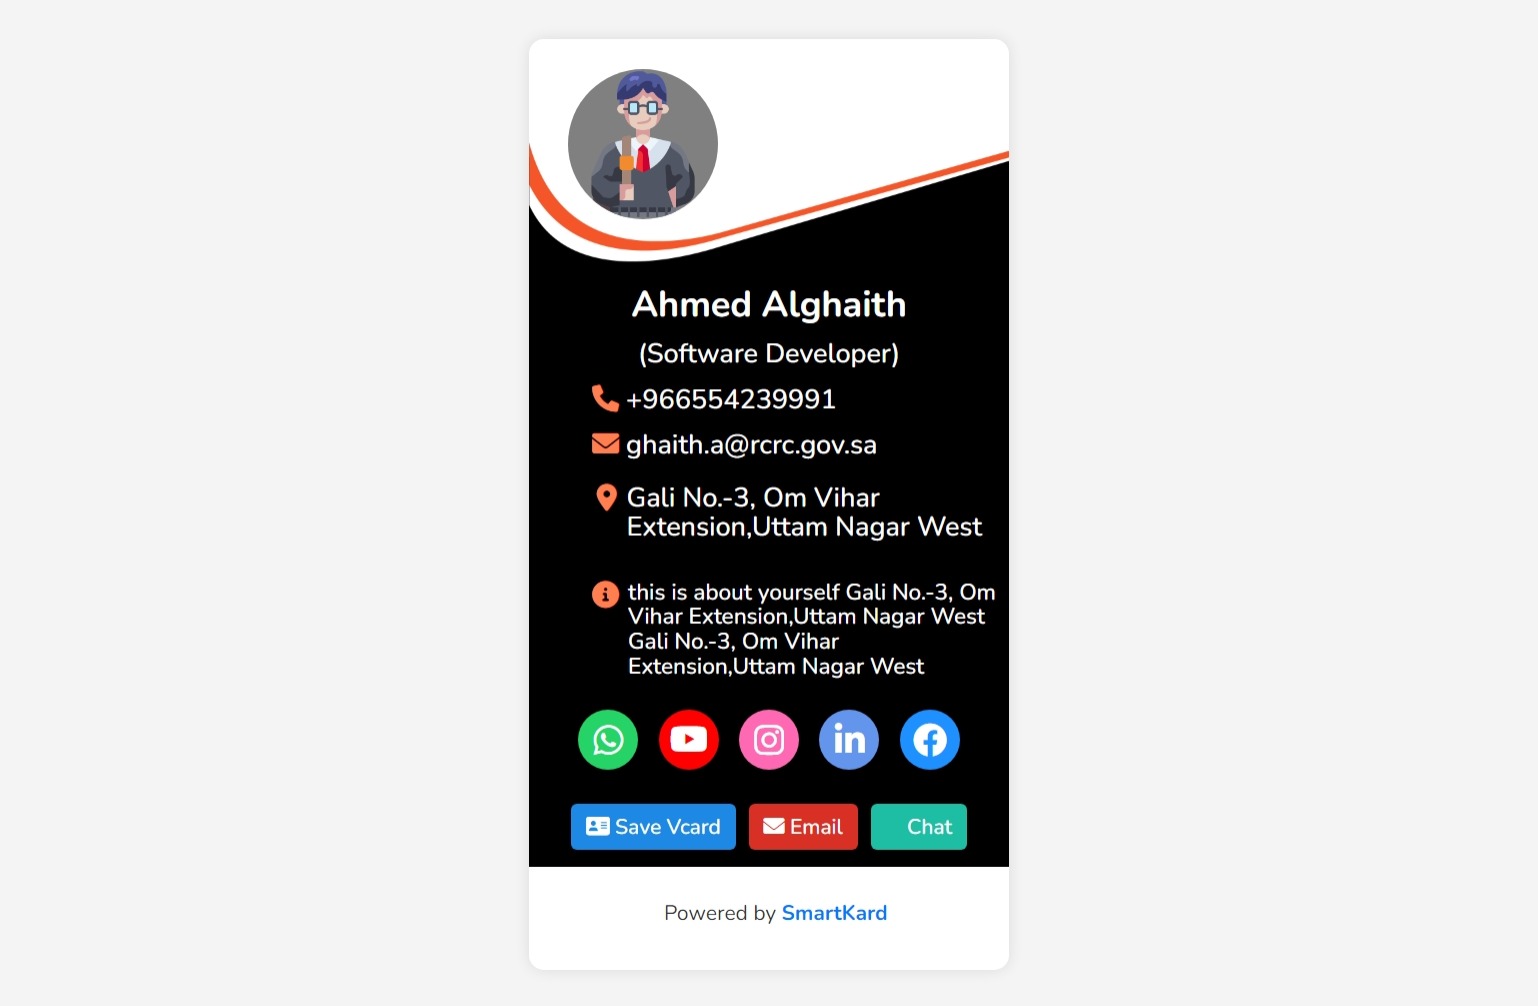 Ahmed Alghaith
(Software Developer)
+966554239991
ghaith.a@rcrc.gov.sa
Gali No.-3, Om Vihar
Extension,Uttam Nagar West
this is about yourself Gali No.-3, Om
Vihar Extension,Uttam Nagar West
Gali No.-3, Om Vihar
Extension,Uttam Nagar West
in
Save Vcard Email Chat
Powered by SmartKard